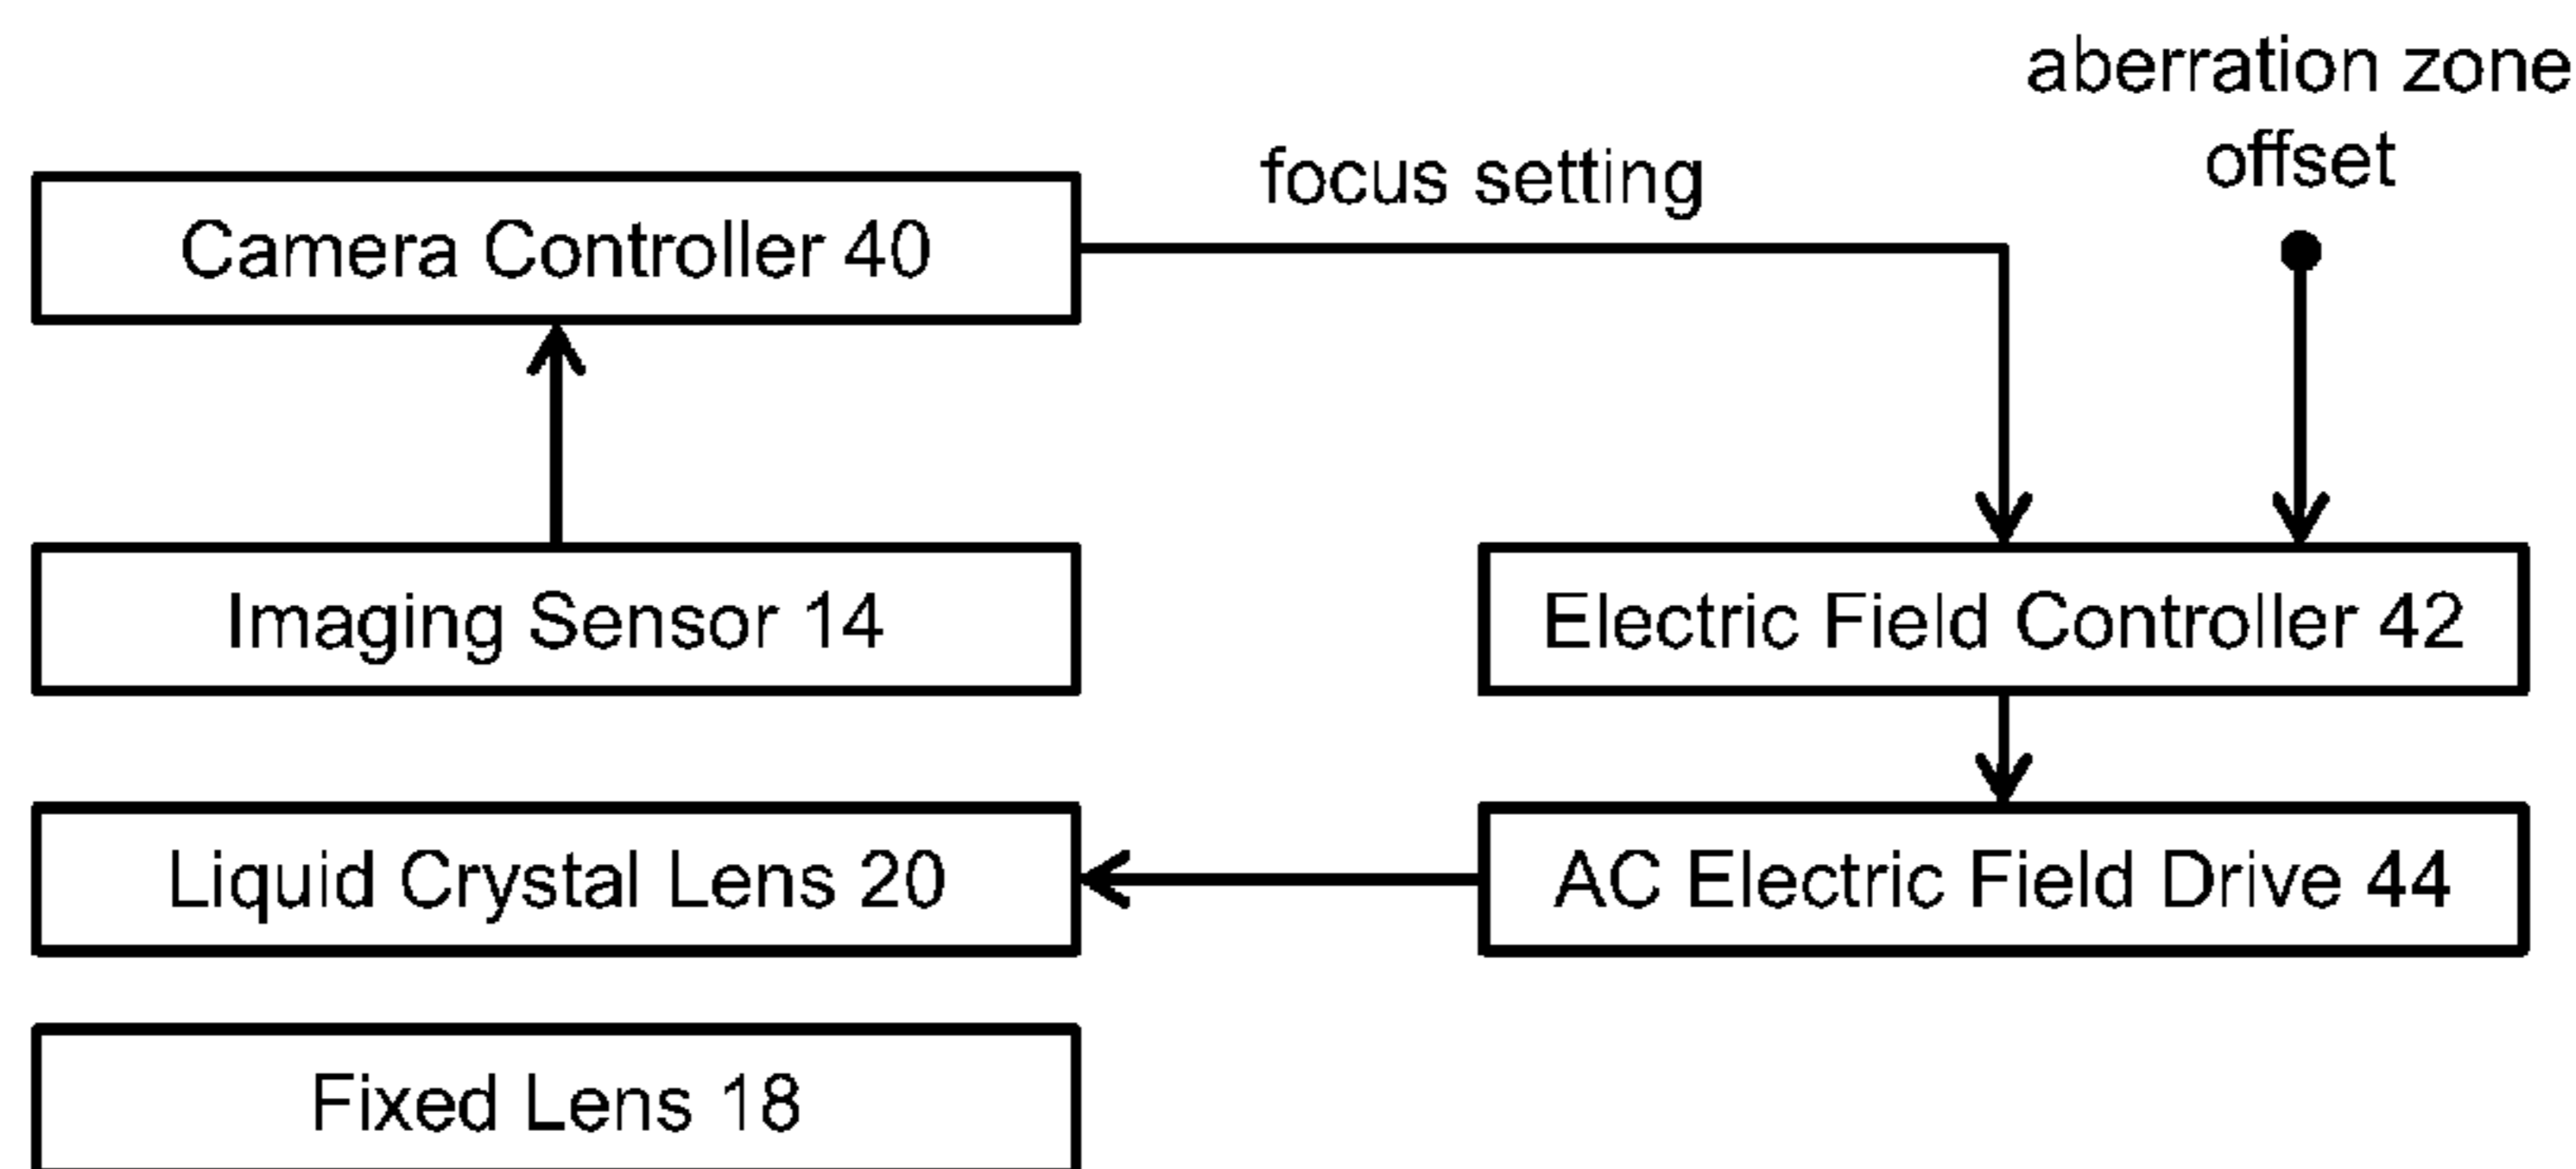 aberration zone
offset
focus setting
Camera Controller 40
Imaging Sensor 14
Electric Field Controller 42
Liquid Crystal Lens 20
AC Electric Field Drive 44
Fixed Lens 18